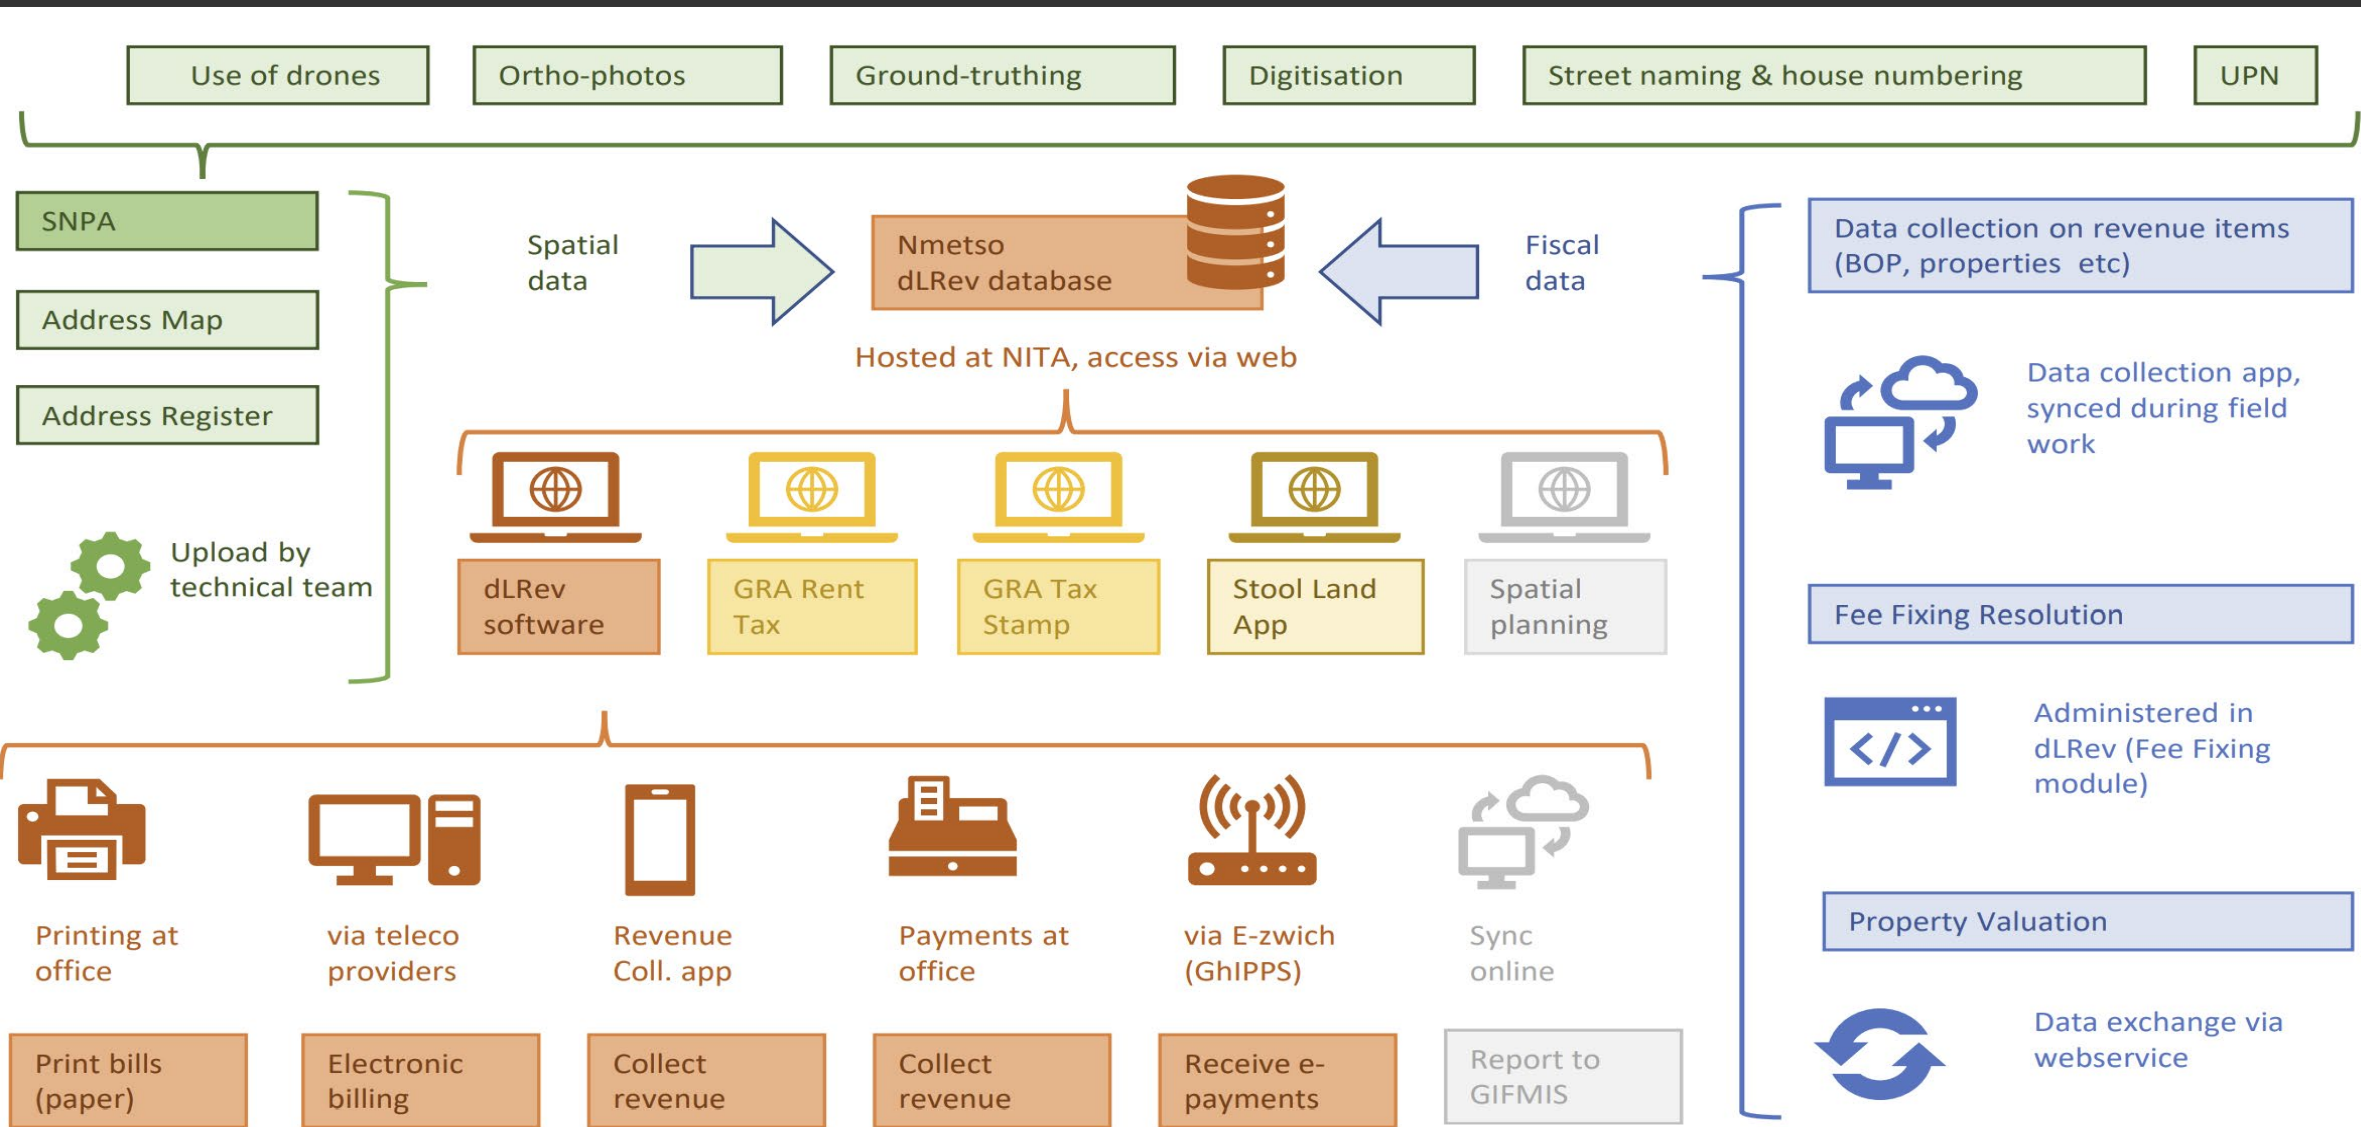 Use of drones
Ortho-photos
Ground-truthing
Digitisation
Street naming & house numbering
UPN
SNPA
Address Map
Address Register
Upload by
technical team
Spatial
data
Nmetso
dLRev database
Fiscal
data
Hosted at NITA, access via web
dLRev
software
GRA Rent
Tax
GRA Tax
Stamp
Stool Land
App
Spatial
planning
Data collection on revenue items
(BOP, properties etc)
Data collection app,
synced during field
work
Fee Fixing Resolution
</>
Administered in
dLRev (Fee Fixing
module)
Property Valuation
Data exchange via
webservice
Printing at
office
via teleco
providers
Revenue
Coll. app
Payments at
office
via E-zwich
(GhIPPS)
Sync
online
Print bills
(paper)
Electronic
billing
Collect
revenue
Collect
revenue
Receive e-
payments
Report to
GIFMIS